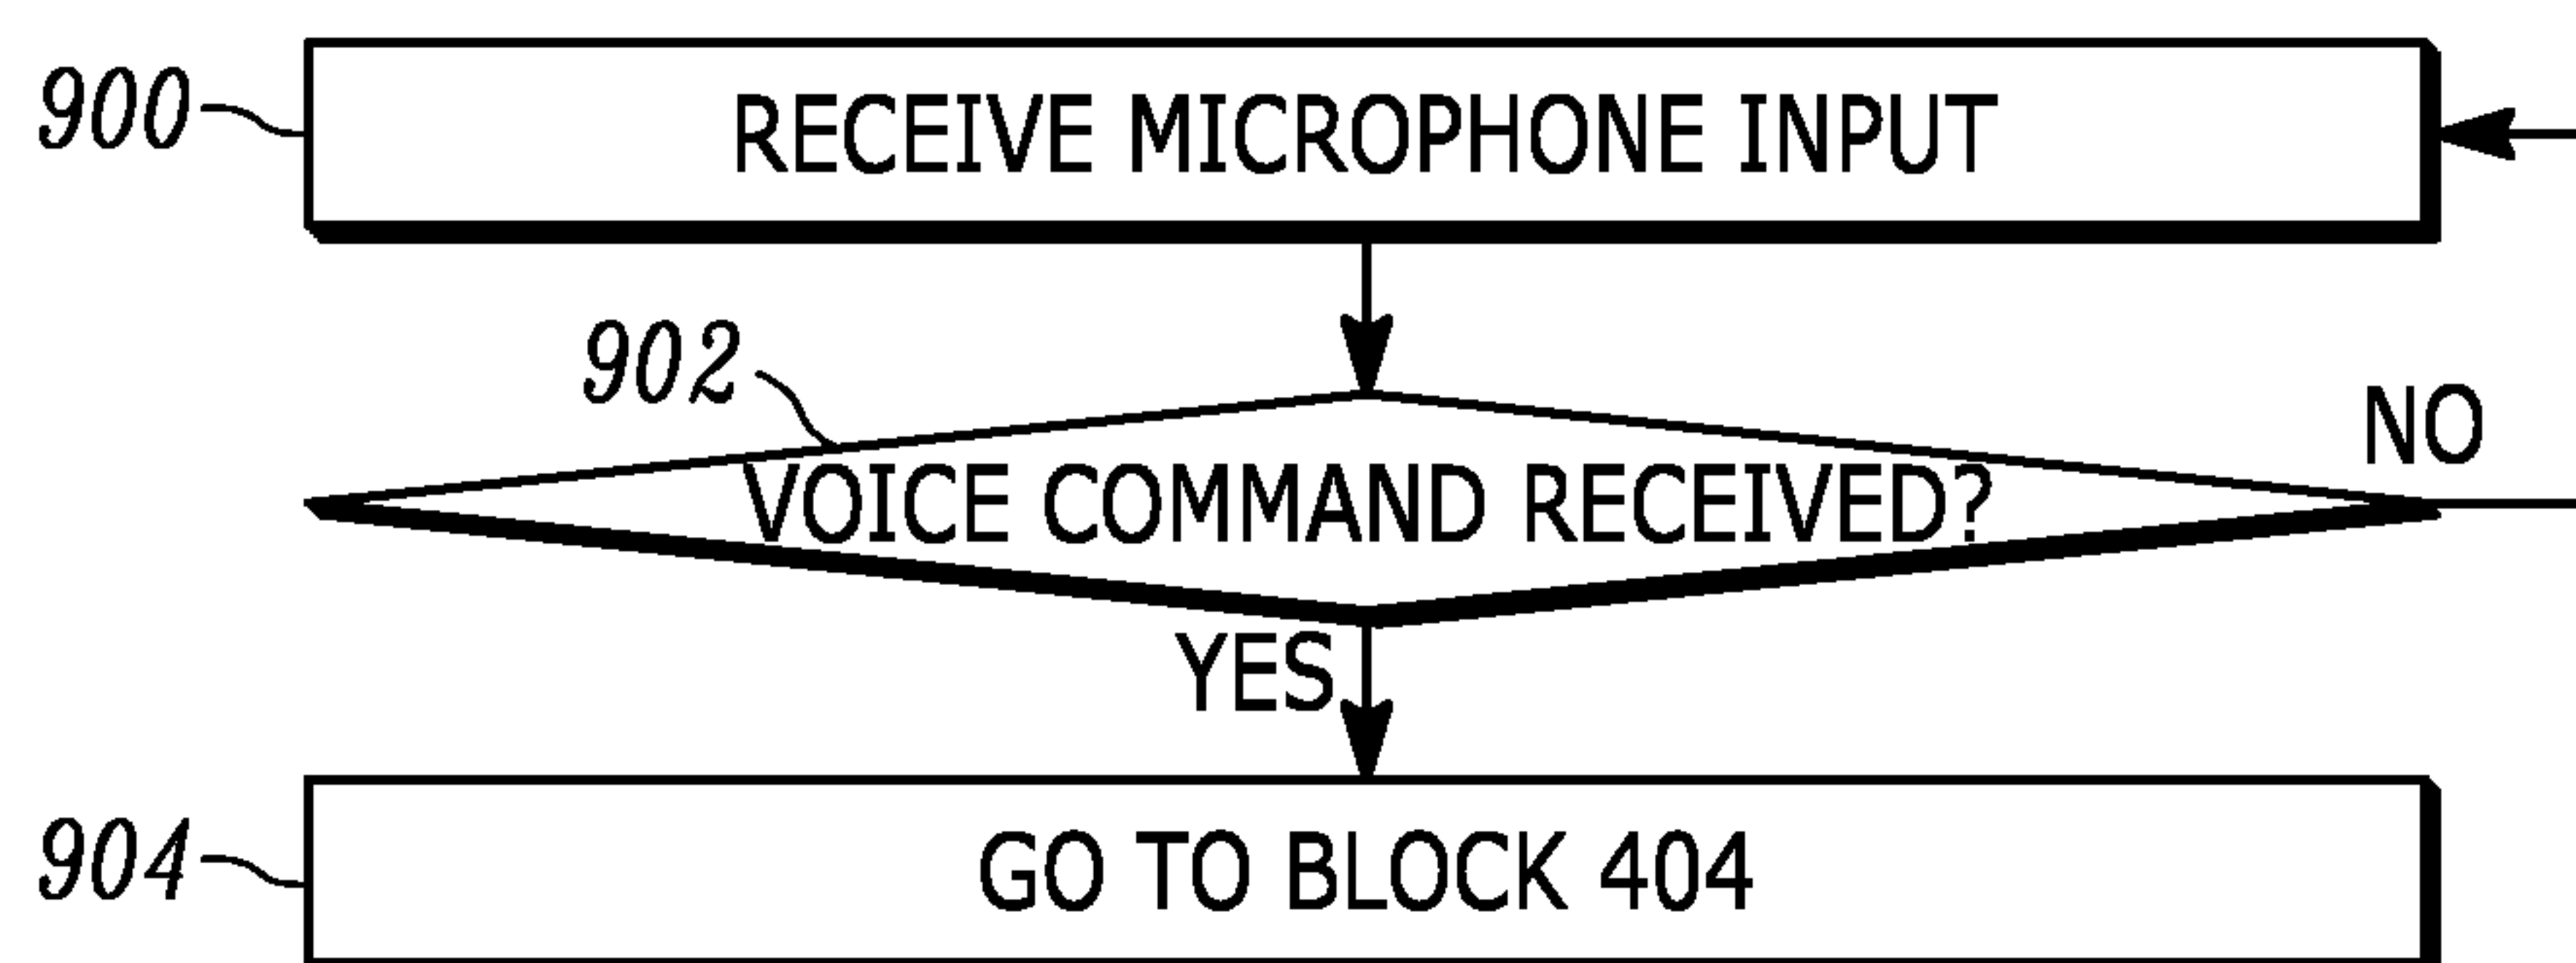 900
RECEIVE MICROPHONE INPUT
902
NO
VOICE COMMAND RECEIVED?
YES
904
GO TO BLOCK 404